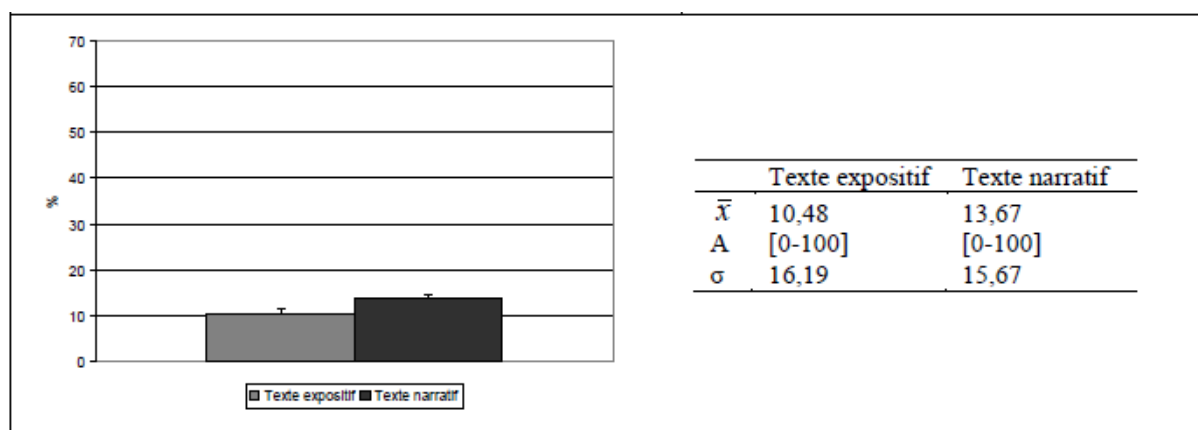 70
60
50
40
30
20
10
0
%
Texte expositif Texte narratif
Texte expositif Texte narratif
x̅ 10,48 13,67
A [0-100] [0-100]
σ 16,19 15,67